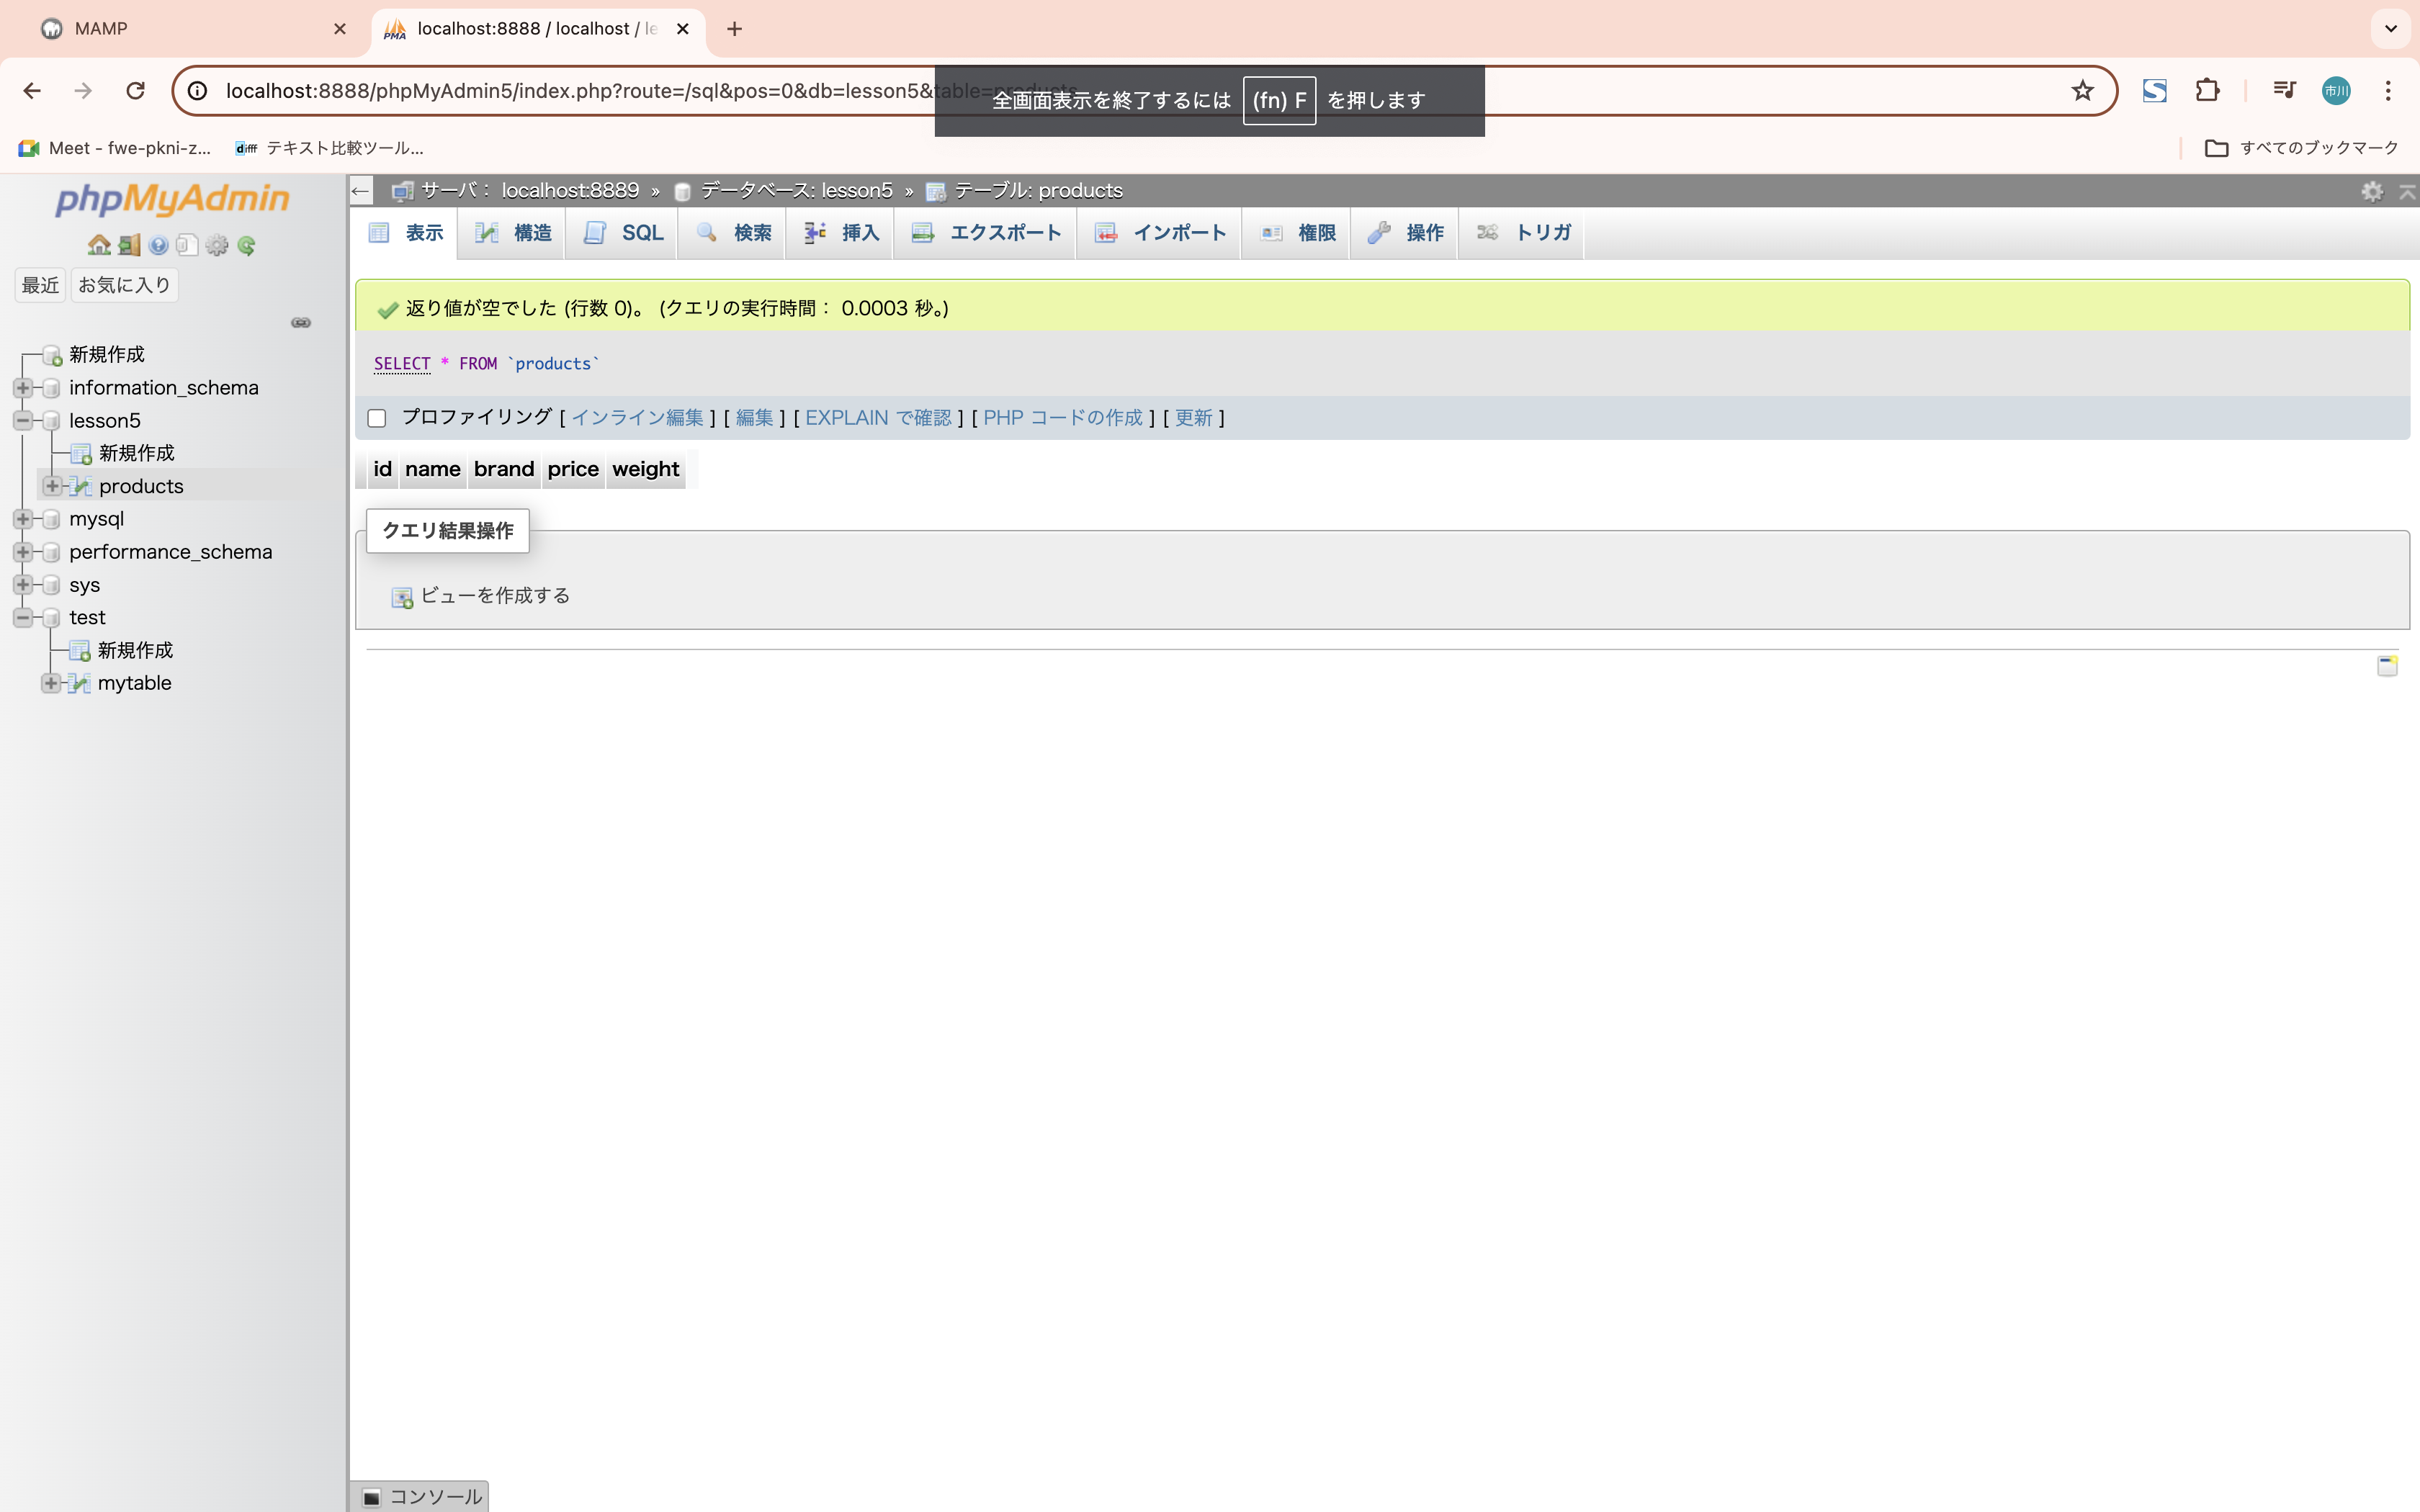 MAMP
localhost:8888 / localhost / le
localhost:8888/phpMyAdmin5/index.php?route=/sql&pos=0&db=lesson5&table=products
全画面表示を終了するには (fn) F を押します
市川
Meet - fwe-pkni-z...
diff テキスト比較ツール...
すべてのブックマーク
phpMyAdmin
最近 お気に入り
新規作成
information_schema
lesson5
新規作成
products
mysql
performance_schema
sys
test
新規作成
mytable
サーバ： localhost:8889 » データベース: lesson5 » テーブル: products
表示 構造 SQL 検索 挿入 エクスポート インポート 権限 操作 トリガ
返り値が空でした (行数 0)。 (クエリの実行時間： 0.0003 秒。)
SELECT * FROM `products`
プロファイリング [ インライン編集 ] [ 編集 ] [ EXPLAIN で確認 ] [ PHP コードの作成 ] [ 更新 ]
id name brand price weight
クエリ結果操作
ビューを作成する
コンソール